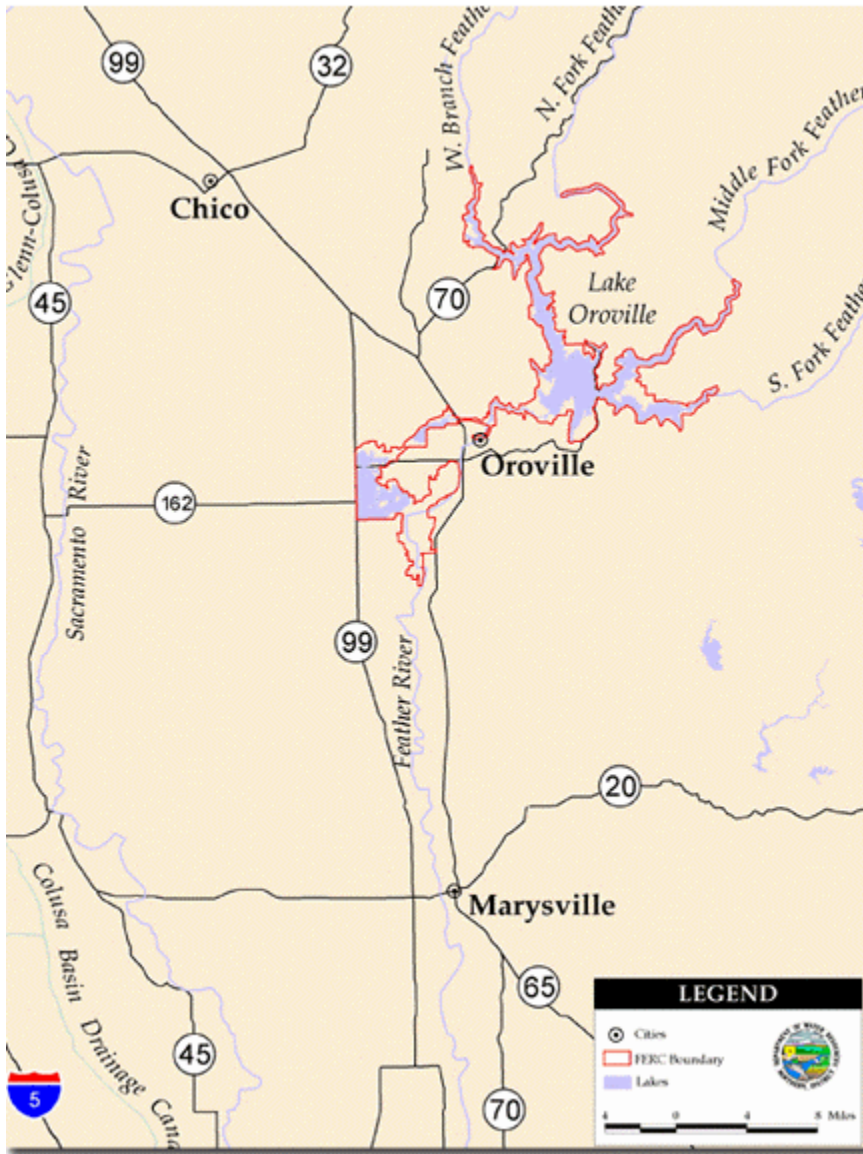 99
32
W. Branch Feathe
N. Fork Feathe
Middle Fork Feather
Glenn-Colusa C
Chico
45
70
Lake
Oroville
S. Fork Feathe
Oroville
162
Sacramento River
99
Feather River
20
Marysville
Colusa Basin Drainage Cana
65
45
5
70
LEGEND
Cities
FERC Boundary
Lakes
4 0 4 8 Miles